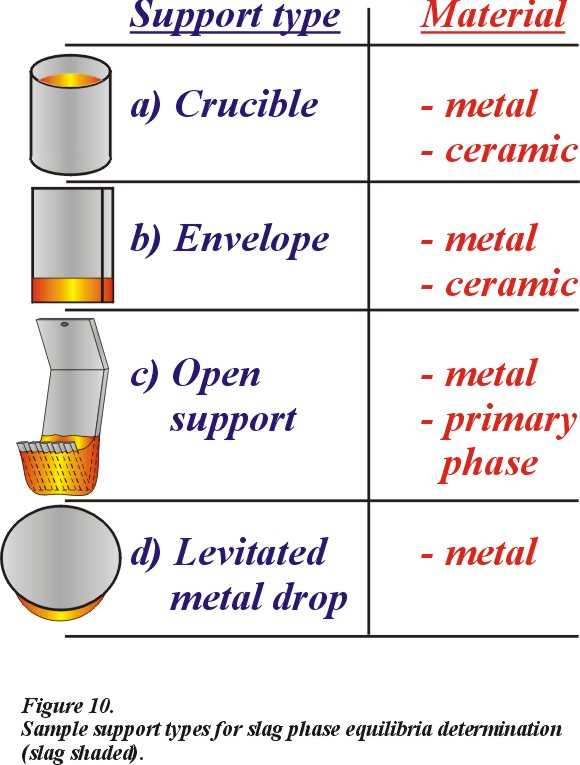 Support type Material
a) Crucible - metal
- ceramic
b) Envelope - metal
- ceramic
c) Open - metal
support - primary
phase
d) Levitated - metal
metal drop
Figure 10.
Sample support types for slag phase equilibria determination
(slag shaded).